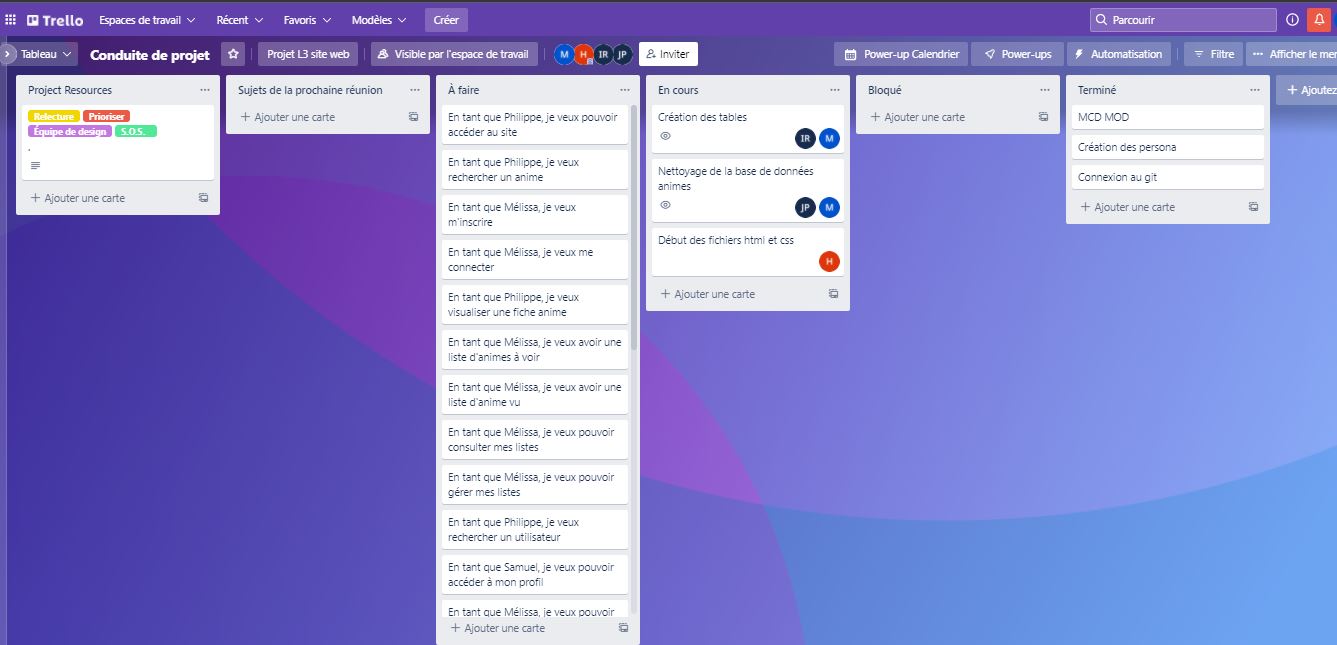 Trello
Espaces de travail
Récent
Favoris
Modèles
Créer
Parcourir
Tableau
Conduite de projet
Projet L3 site web
Visible par l'espace de travail
M
H
IR
JP
Inviter
Power-up Calendrier
Power-ups
Automatisation
Filtre
Afficher le mer
Project Resources
Relecture
Prioriser
Équipe de design
S.O.S.
.
Ajouter une carte
Sujets de la prochaine réunion
Ajouter une carte
À faire
En tant que Philippe, je veux pouvoir
accéder au site
En tant que Philippe, je veux
rechercher un anime
En tant que Mélissa, je veux
m'inscrire
En tant que Mélissa, je veux me
connecter
En tant que Philippe, je veux
visualiser une fiche anime
En tant que Mélissa, je veux avoir une
liste d'animes à voir
En tant que Mélissa, je veux avoir une
liste d'anime vu
En tant que Mélissa, je veux pouvoir
consulter mes listes
En tant que Mélissa, je veux pouvoir
gérer mes listes
En tant que Philippe, je veux
rechercher un utilisateur
En tant que Samuel, je veux pouvoir
accéder à mon profil
En tant que Mélissa, je veux pouvoir
Ajouter une carte
En cours
Création des tables
IR
M
Nettoyage de la base de données
animes
JP
M
Début des fichiers html et css
H
Ajouter une carte
Bloqué
Ajouter une carte
Terminé
MCD MOD
Création des persona
Connexion au git
Ajouter une carte
Ajoutez